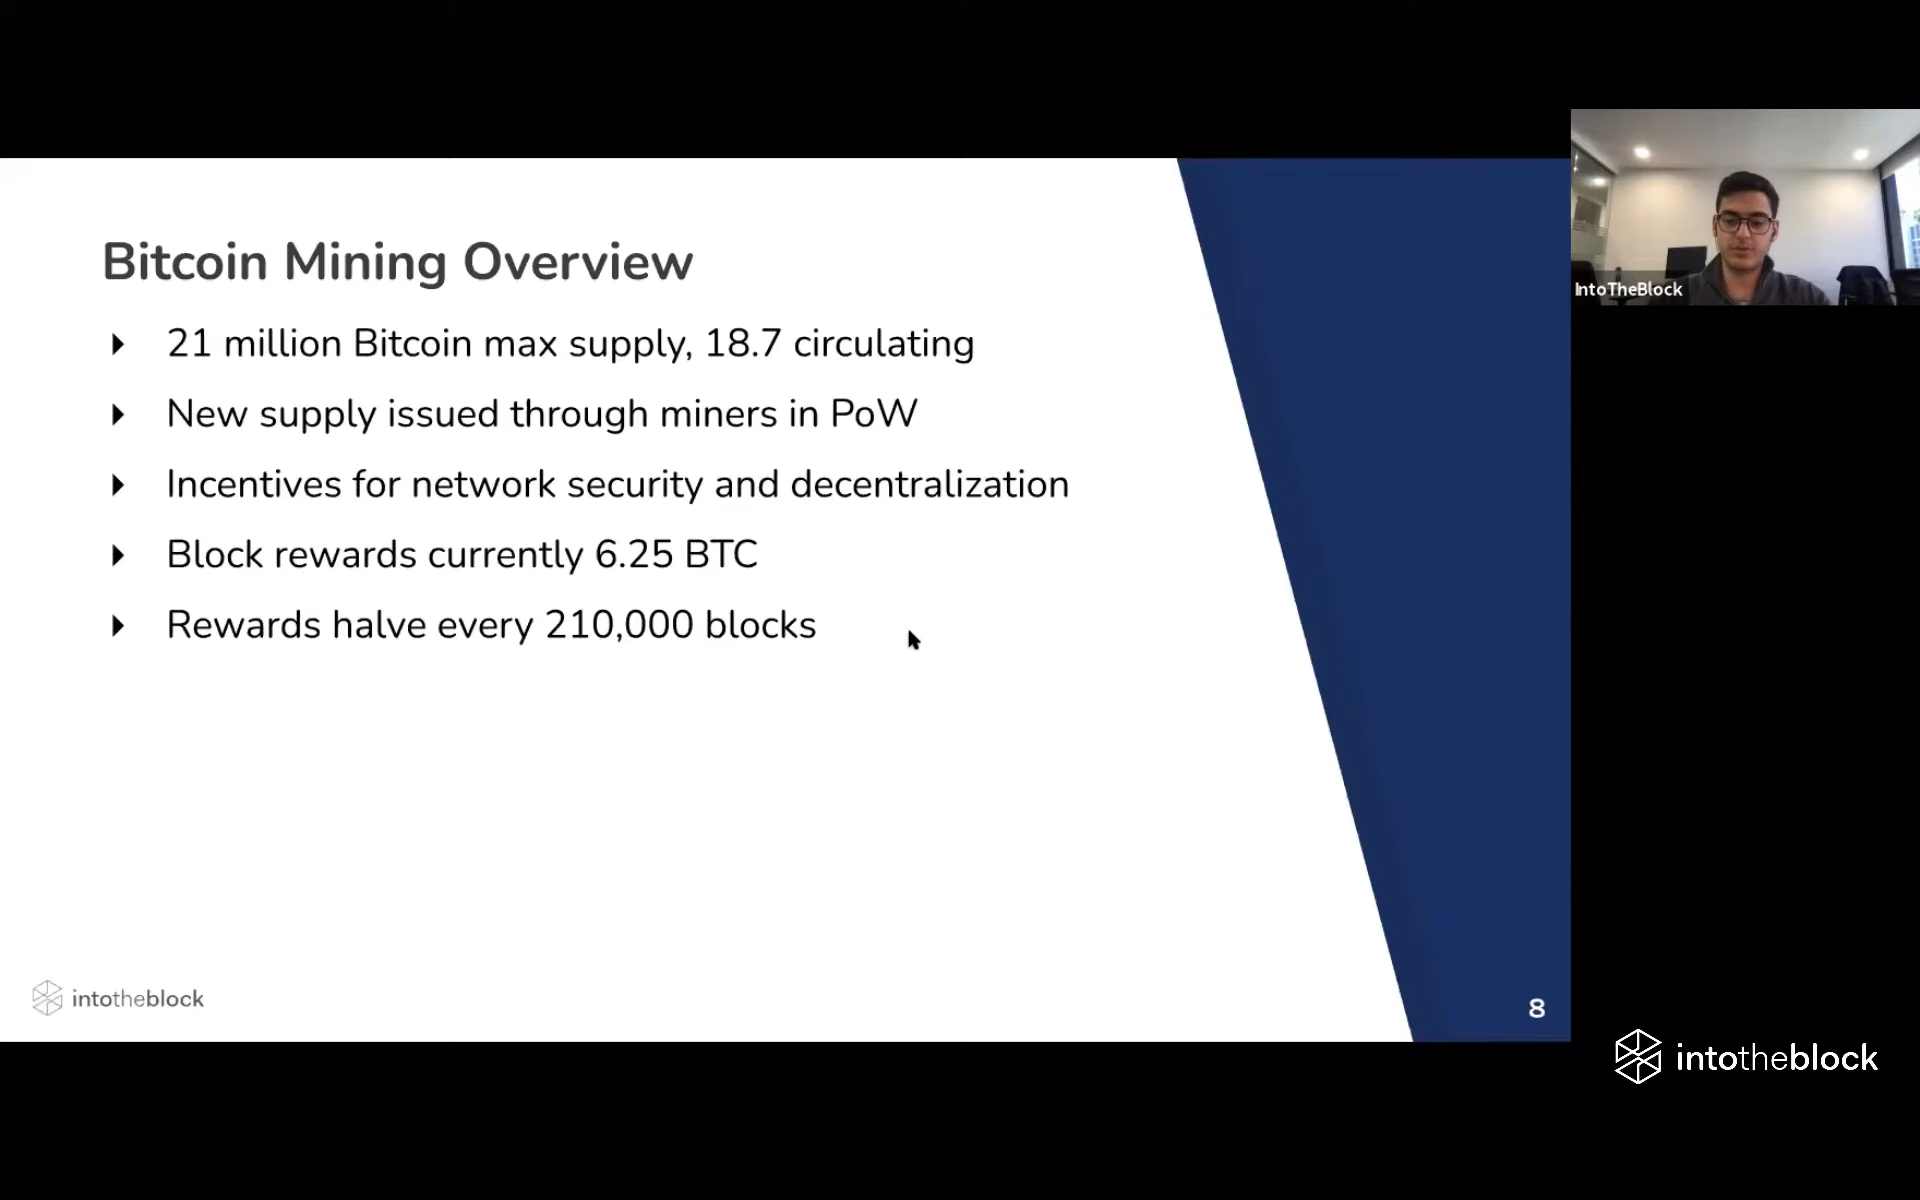 Bitcoin Mining Overview
21 million Bitcoin max supply, 18.7 circulating
New supply issued through miners in PoW
Incentives for network security and decentralization
Block rewards currently 6.25 BTC
Rewards halve every 210,000 blocks
intotheblock
8
IntoTheBlock
intotheblock